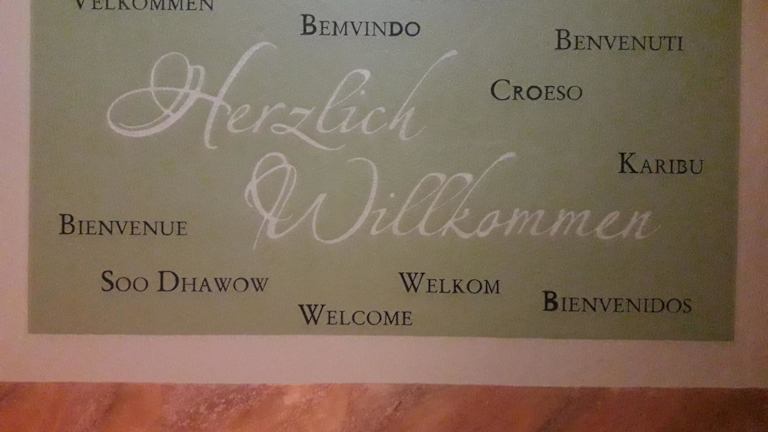 VELKOMMEN
BEMVINDO
BENVENUTI
CROESO
Herzlich
KARIBU
Willkommen
BIENVENUE
SOO DHAWOW
WELKOM
BIENVENIDOS
WELCOME